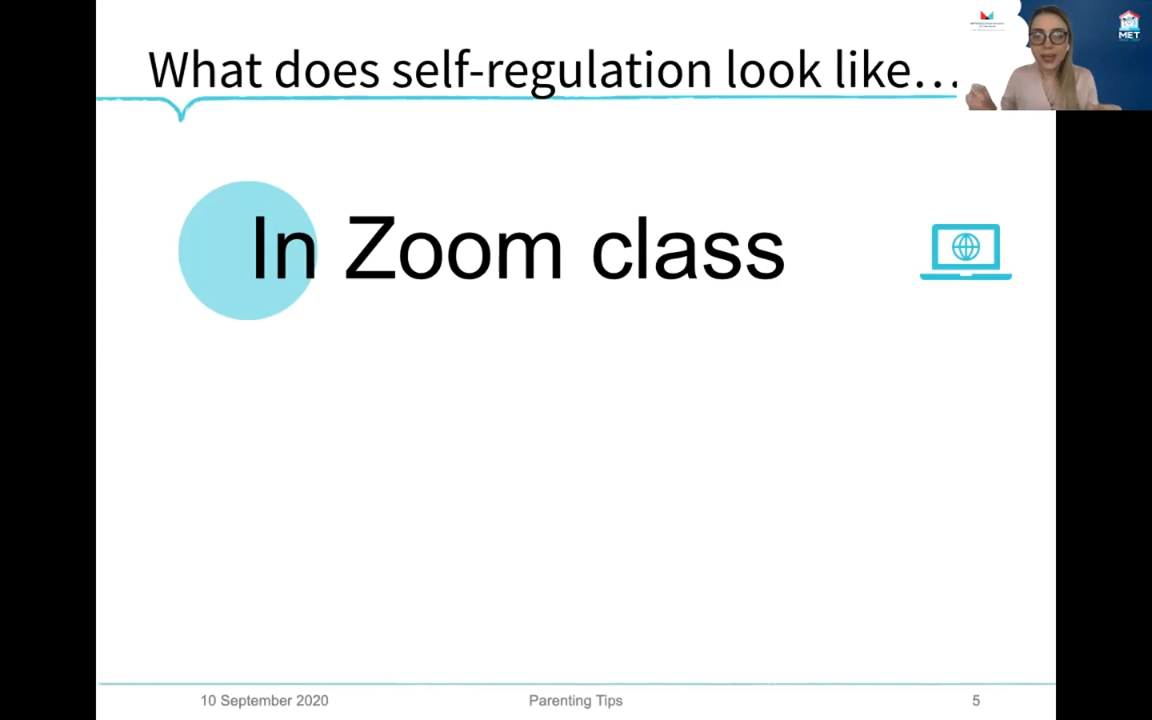 What does self-regulation look like…
MET
In Zoom class
10 September 2020
Parenting Tips
5